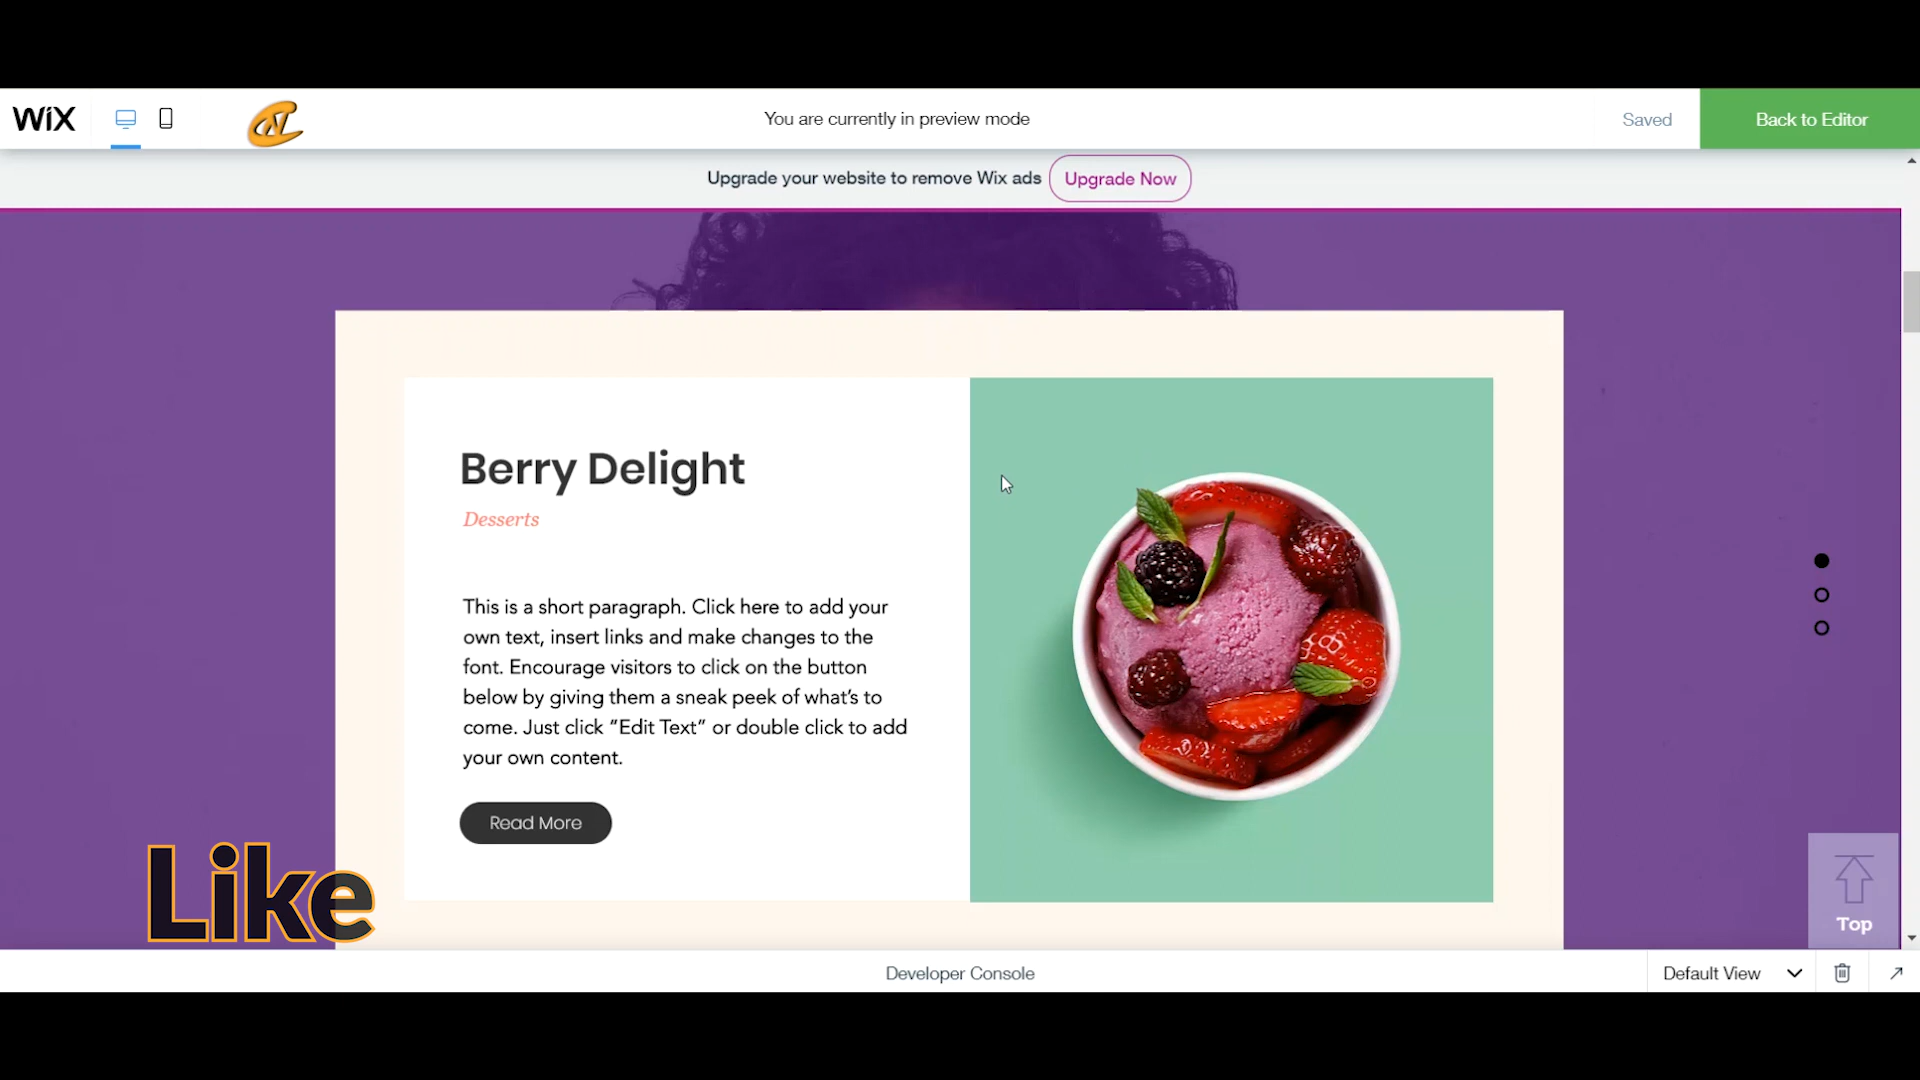 WiX
You are currently in preview mode
Saved
Back to Editor
Upgrade your website to remove Wix ads
Upgrade Now
Berry Delight
Desserts
This is a short paragraph. Click here to add your
own text, insert links and make changes to the
font. Encourage visitors to click on the button
below by giving them a sneak peek of what’s to
come. Just click “Edit Text” or double click to add
your own content.
Read More
Like
Top
Developer Console
Default View